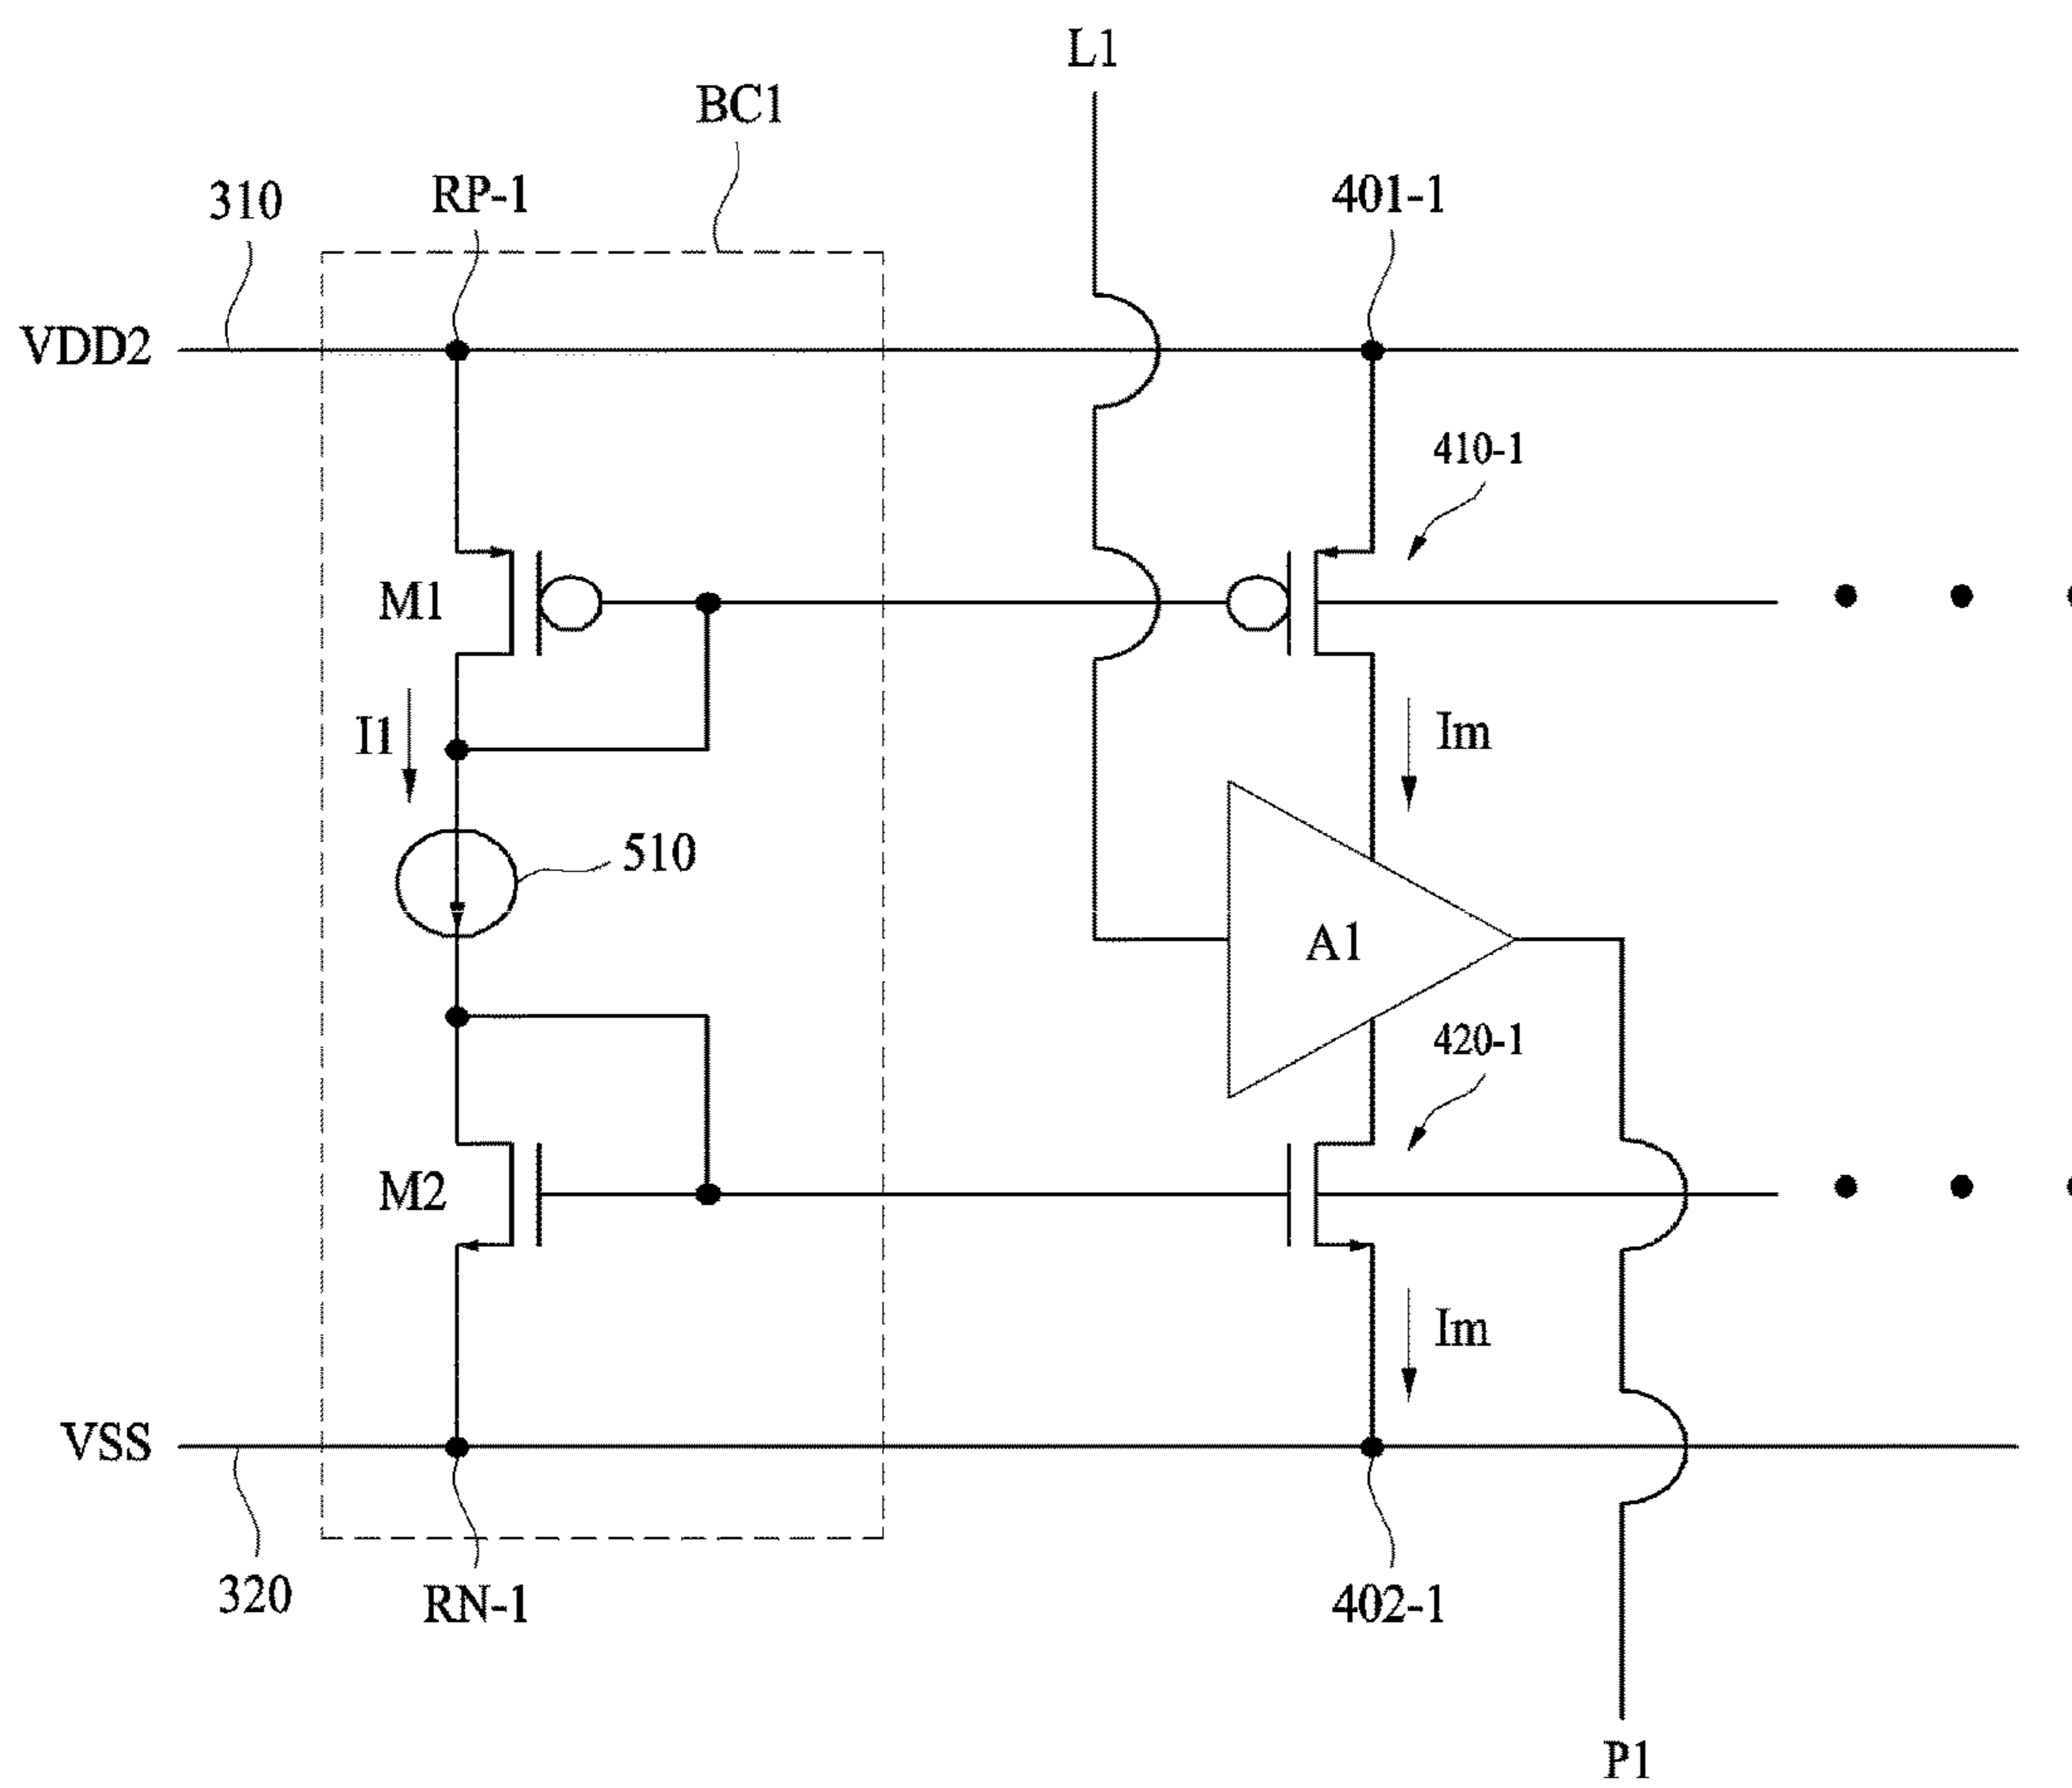 L1
BC1
310
RP-1
401-1
VDD2
410-1
M1
I1
Im
510
A1
420-1
M2
Im
VSS
320
RN-1
402-1
P1